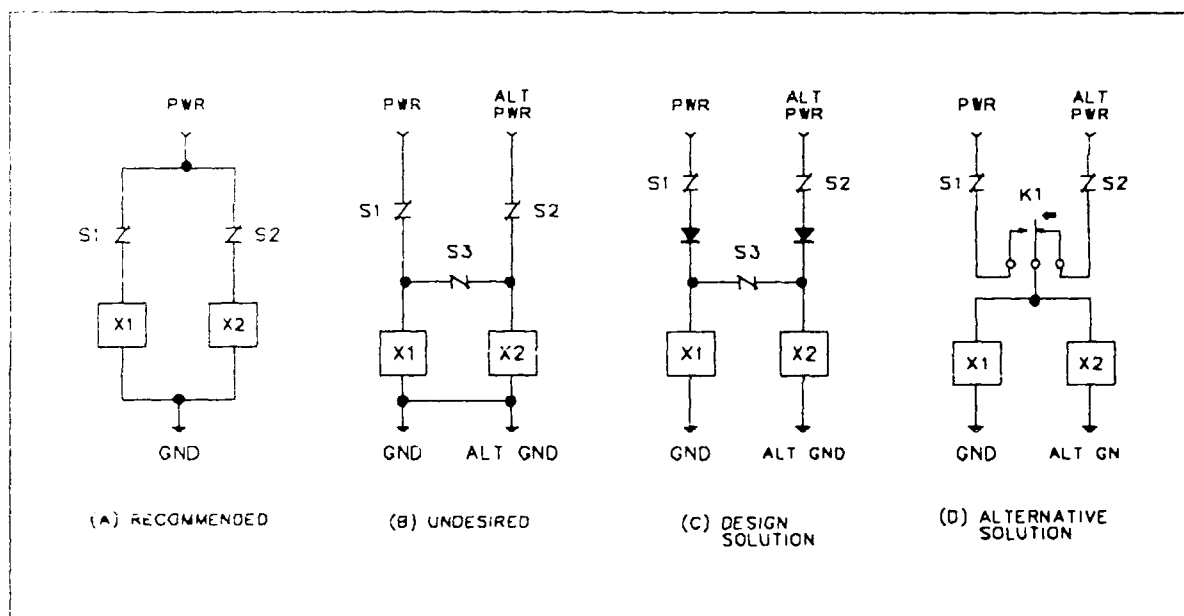 PWR
S1
S2
X1
X2
GND
(A) RECOMMENDED
PWR
ALT
PWR
S1
S2
S3
X1
X2
GND
ALT GND
(B) UNDESIRED
PWR
ALT
PWR
S1
S2
S3
X1
X2
GND
ALT GND
(C) DESIGN
SOLUTION
PWR
ALT
PWR
S1
S2
K1
X1
X2
GND
ALT GN
(D) ALTERNATIVE
SOLUTION